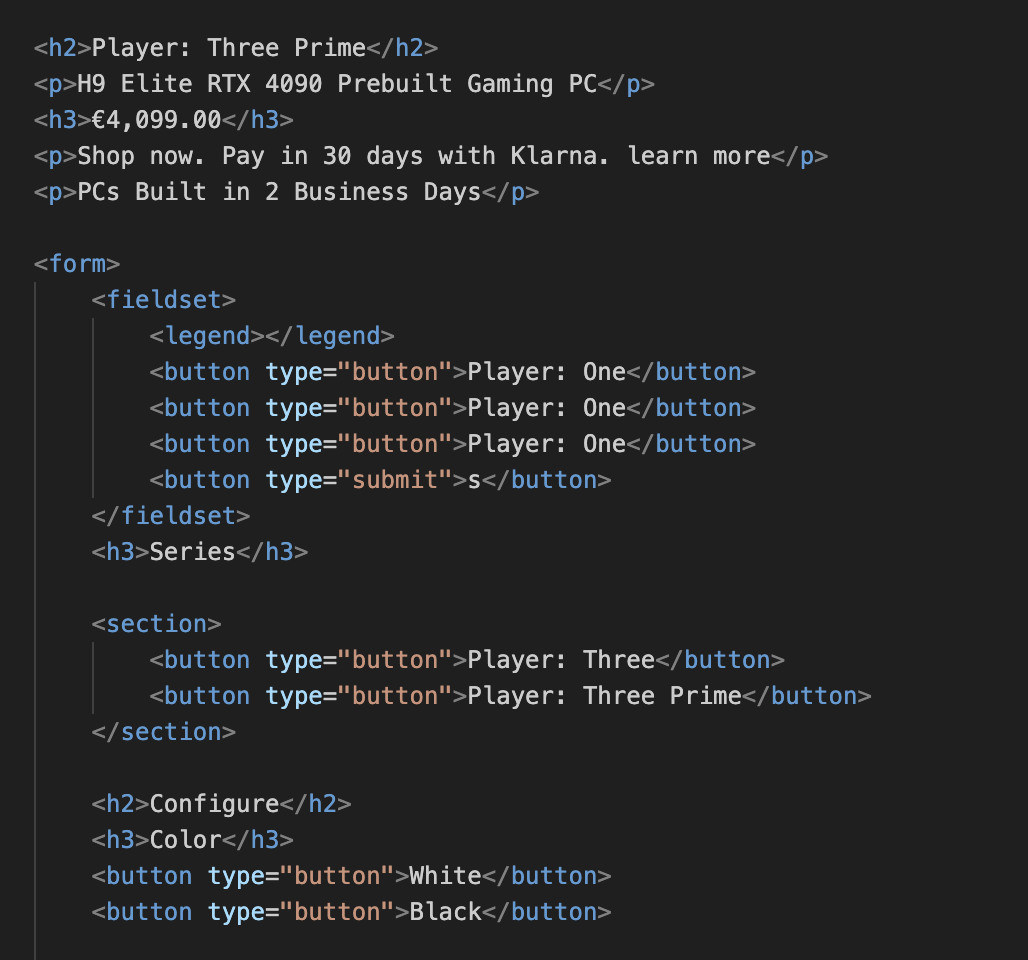 <h2>Player: Three Prime</h2>
<p>H9 Elite RTX 4090 Prebuilt Gaming PC</p>
<h3>€4,099.00</h3>
<p>Shop now. Pay in 30 days with Klarna. learn more</p>
<p>PCs Built in 2 Business Days</p>

<form>
    <fieldset>
        <legend></legend>
        <button type="button">Player: One</button>
        <button type="button">Player: One</button>
        <button type="button">Player: One</button>
        <button type="submit">s</button>
    </fieldset>
    <h3>Series</h3>

    <section>
        <button type="button">Player: Three</button>
        <button type="button">Player: Three Prime</button>
    </section>

    <h2>Configure</h2>
    <h3>Color</h3>
    <button type="button">White</button>
    <button type="button">Black</button>